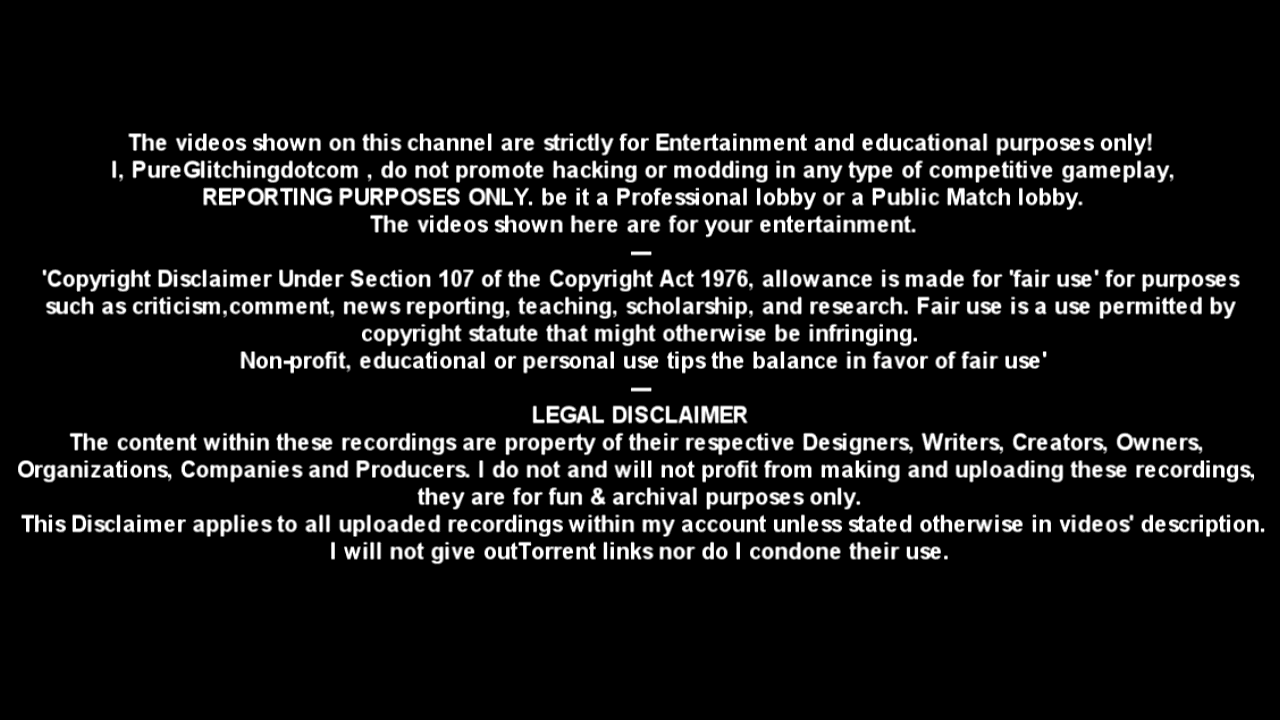 The videos shown on this channel are strictly for Entertainment and educational purposes only!
I, PureGlitchingdotcom , do not promote hacking or modding in any type of competitive gameplay,
REPORTING PURPOSES ONLY. be it a Professional lobby or a Public Match lobby.
The videos shown here are for your entertainment.
—
'Copyright Disclaimer Under Section 107 of the Copyright Act 1976, allowance is made for 'fair use' for purposes
such as criticism,comment, news reporting, teaching, scholarship, and research. Fair use is a use permitted by
copyright statute that might otherwise be infringing.
Non-profit, educational or personal use tips the balance in favor of fair use'
—
LEGAL DISCLAIMER
The content within these recordings are property of their respective Designers, Writers, Creators, Owners,
Organizations, Companies and Producers. I do not and will not profit from making and uploading these recordings,
they are for fun & archival purposes only.
This Disclaimer applies to all uploaded recordings within my account unless stated otherwise in videos' description.
I will not give outTorrent links nor do I condone their use.